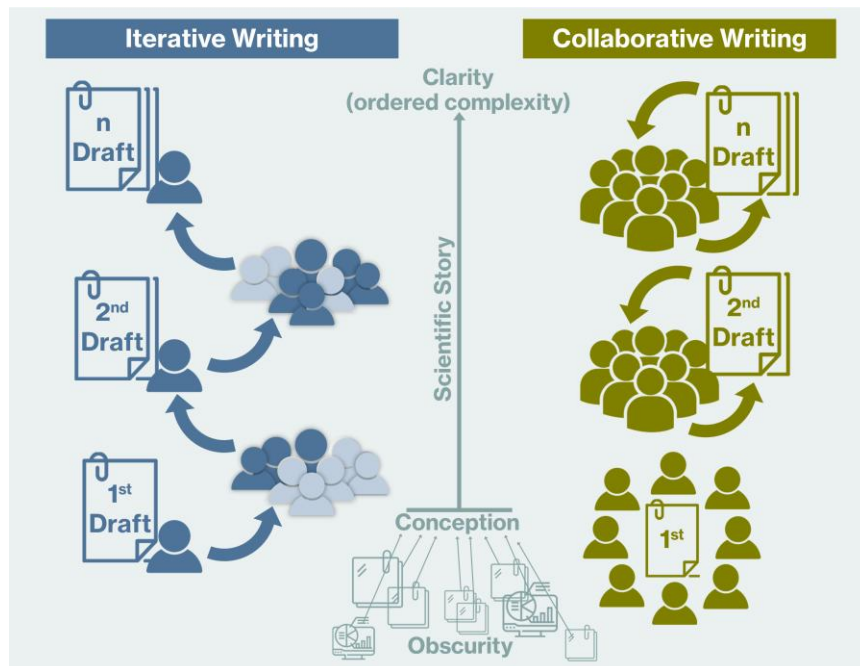 Iterative Writing
Collaborative Writing
Clarity
(ordered complexity)
n
Draft
2nd
Draft
1st
Draft
Scientific Story
Conception
Obscurity
n
Draft
2nd
Draft
1st